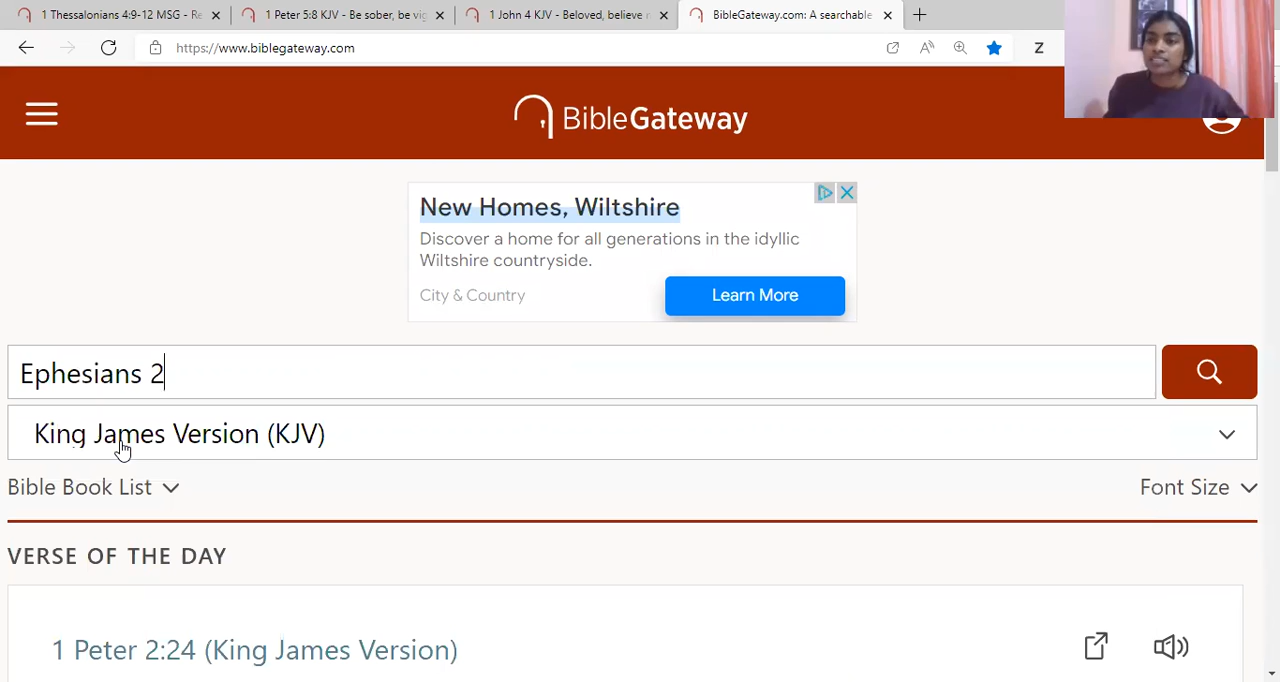 1 Thessalonians 4:9-12 MSG - Re
1 Peter 5:8 KJV - Be sober, be vig
1 John 4 KJV - Beloved, believe n
BibleGateway.com: A searchable
https://www.biblegateway.com
Z
BibleGateway
New Homes, Wiltshire
Discover a home for all generations in the idyllic
Wiltshire countryside.
City & Country
Learn More
Ephesians 2
King James Version (KJV)
Bible Book List
Font Size
VERSE OF THE DAY
1 Peter 2:24 (King James Version)